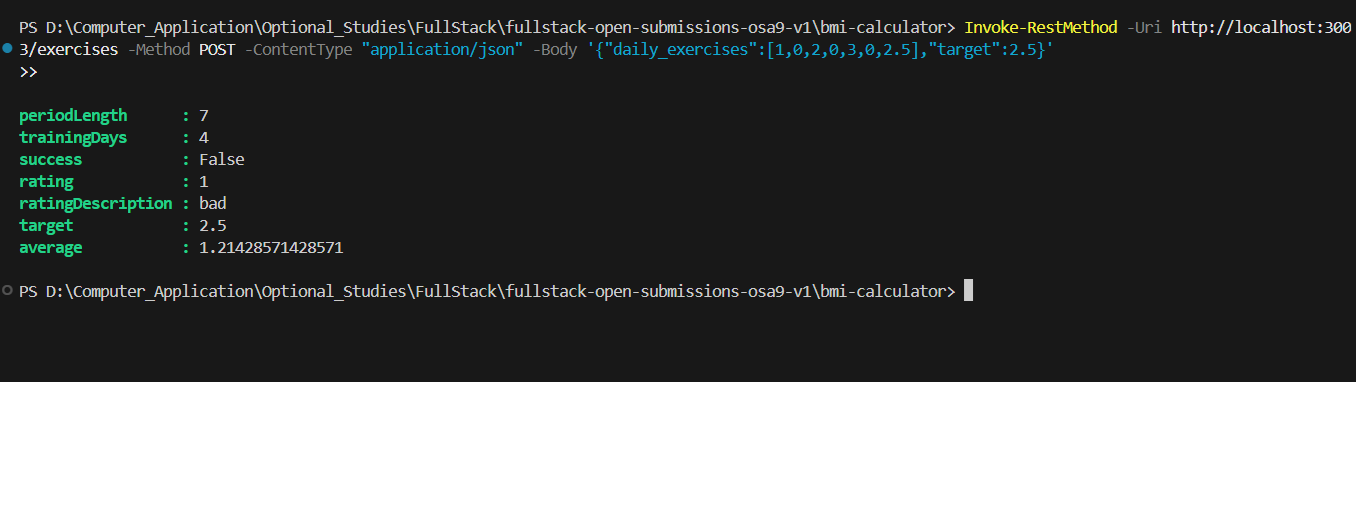 PS D:\Computer_Application\Optional_Studies\FullStack\fullstack-open-submissions-osa9-v1\bmi-calculator> Invoke-RestMethod -Uri http://localhost:300
3/exercises -Method POST -ContentType "application/json" -Body '{"daily_exercises":[1,0,2,0,3,0,2.5],"target":2.5}'
>>
periodLength      : 7
trainingDays      : 4
success           : False
rating            : 1
ratingDescription : bad
target            : 2.5
average           : 1.21428571428571
PS D:\Computer_Application\Optional_Studies\FullStack\fullstack-open-submissions-osa9-v1\bmi-calculator>